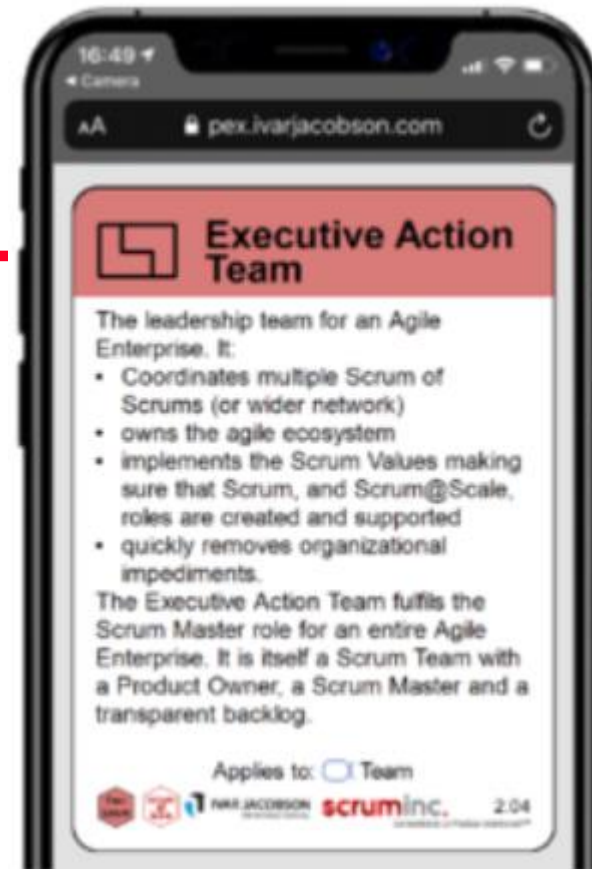 16:49
Camera
AA pex.ivarjacobson.com
Executive Action
Team
The leadership team for an Agile
Enterprise. It:
• Coordinates multiple Scrum of
Scrums (or wider network)
• owns the agile ecosystem
• implements the Scrum Values making
sure that Scrum, and Scrum@Scale,
roles are created and supported
• quickly removes organizational
impediments.
The Executive Action Team fulfils the
Scrum Master role for an entire Agile
Enterprise. It is itself a Scrum Team with
a Product Owner, a Scrum Master and a
transparent backlog.
Applies to: Team
IVAR JACOBSON scruminc. 2.04